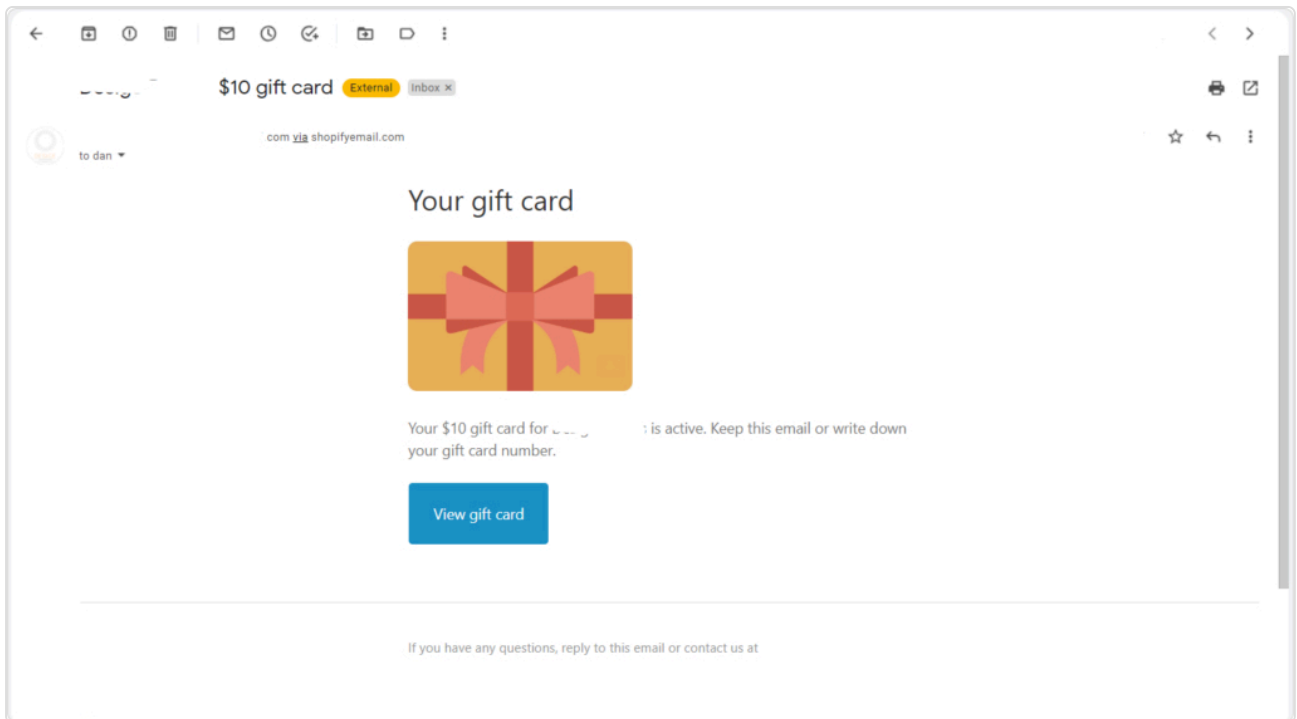 $10 gift card External Inbox ×
com via shopifyemail.com
to dan
Your gift card
Your $10 gift card for is active. Keep this email or write down
your gift card number.
View gift card
If you have any questions, reply to this email or contact us at